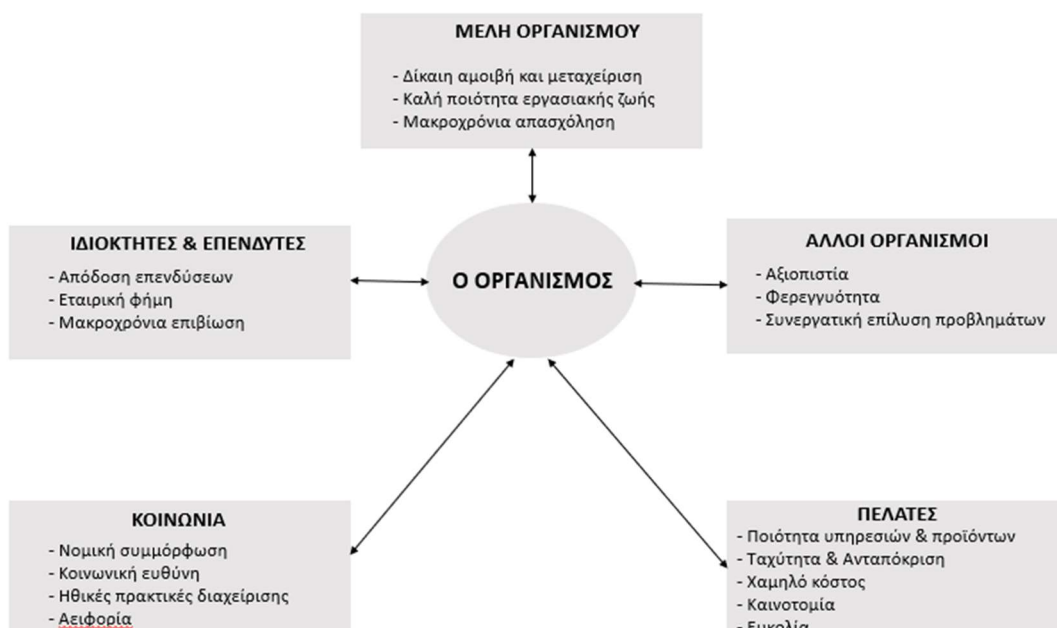 ΜΕΛΗ ΟΡΓΑΝΙΣΜΟΥ
- Δίκαιη αμοιβή και μεταχείριση
- Καλή ποιότητα εργασιακής ζωής
- Μακροχρόνια απασχόληση
ΙΔΙΟΚΤΗΤΕΣ & ΕΠΕΝΔΥΤΕΣ
- Απόδοση επενδύσεων
- Εταιρική φήμη
- Μακροχρόνια επιβίωση
Ο ΟΡΓΑΝΙΣΜΟΣ
ΑΛΛΟΙ ΟΡΓΑΝΙΣΜΟΙ
- Αξιοπιστία
- Φερεγγυότητα
- Συνεργατική επίλυση προβλημάτων
ΚΟΙΝΩΝΙΑ
- Νομική συμμόρφωση
- Κοινωνική ευθύνη
- Ηθικές πρακτικές διαχείρισης
- Αειφορία
ΠΕΛΑΤΕΣ
- Ποιότητα υπηρεσιών & προϊόντων
- Ταχύτητα & Ανταπόκριση
- Χαμηλό κόστος
- Καινοτομία
- Ευκολία